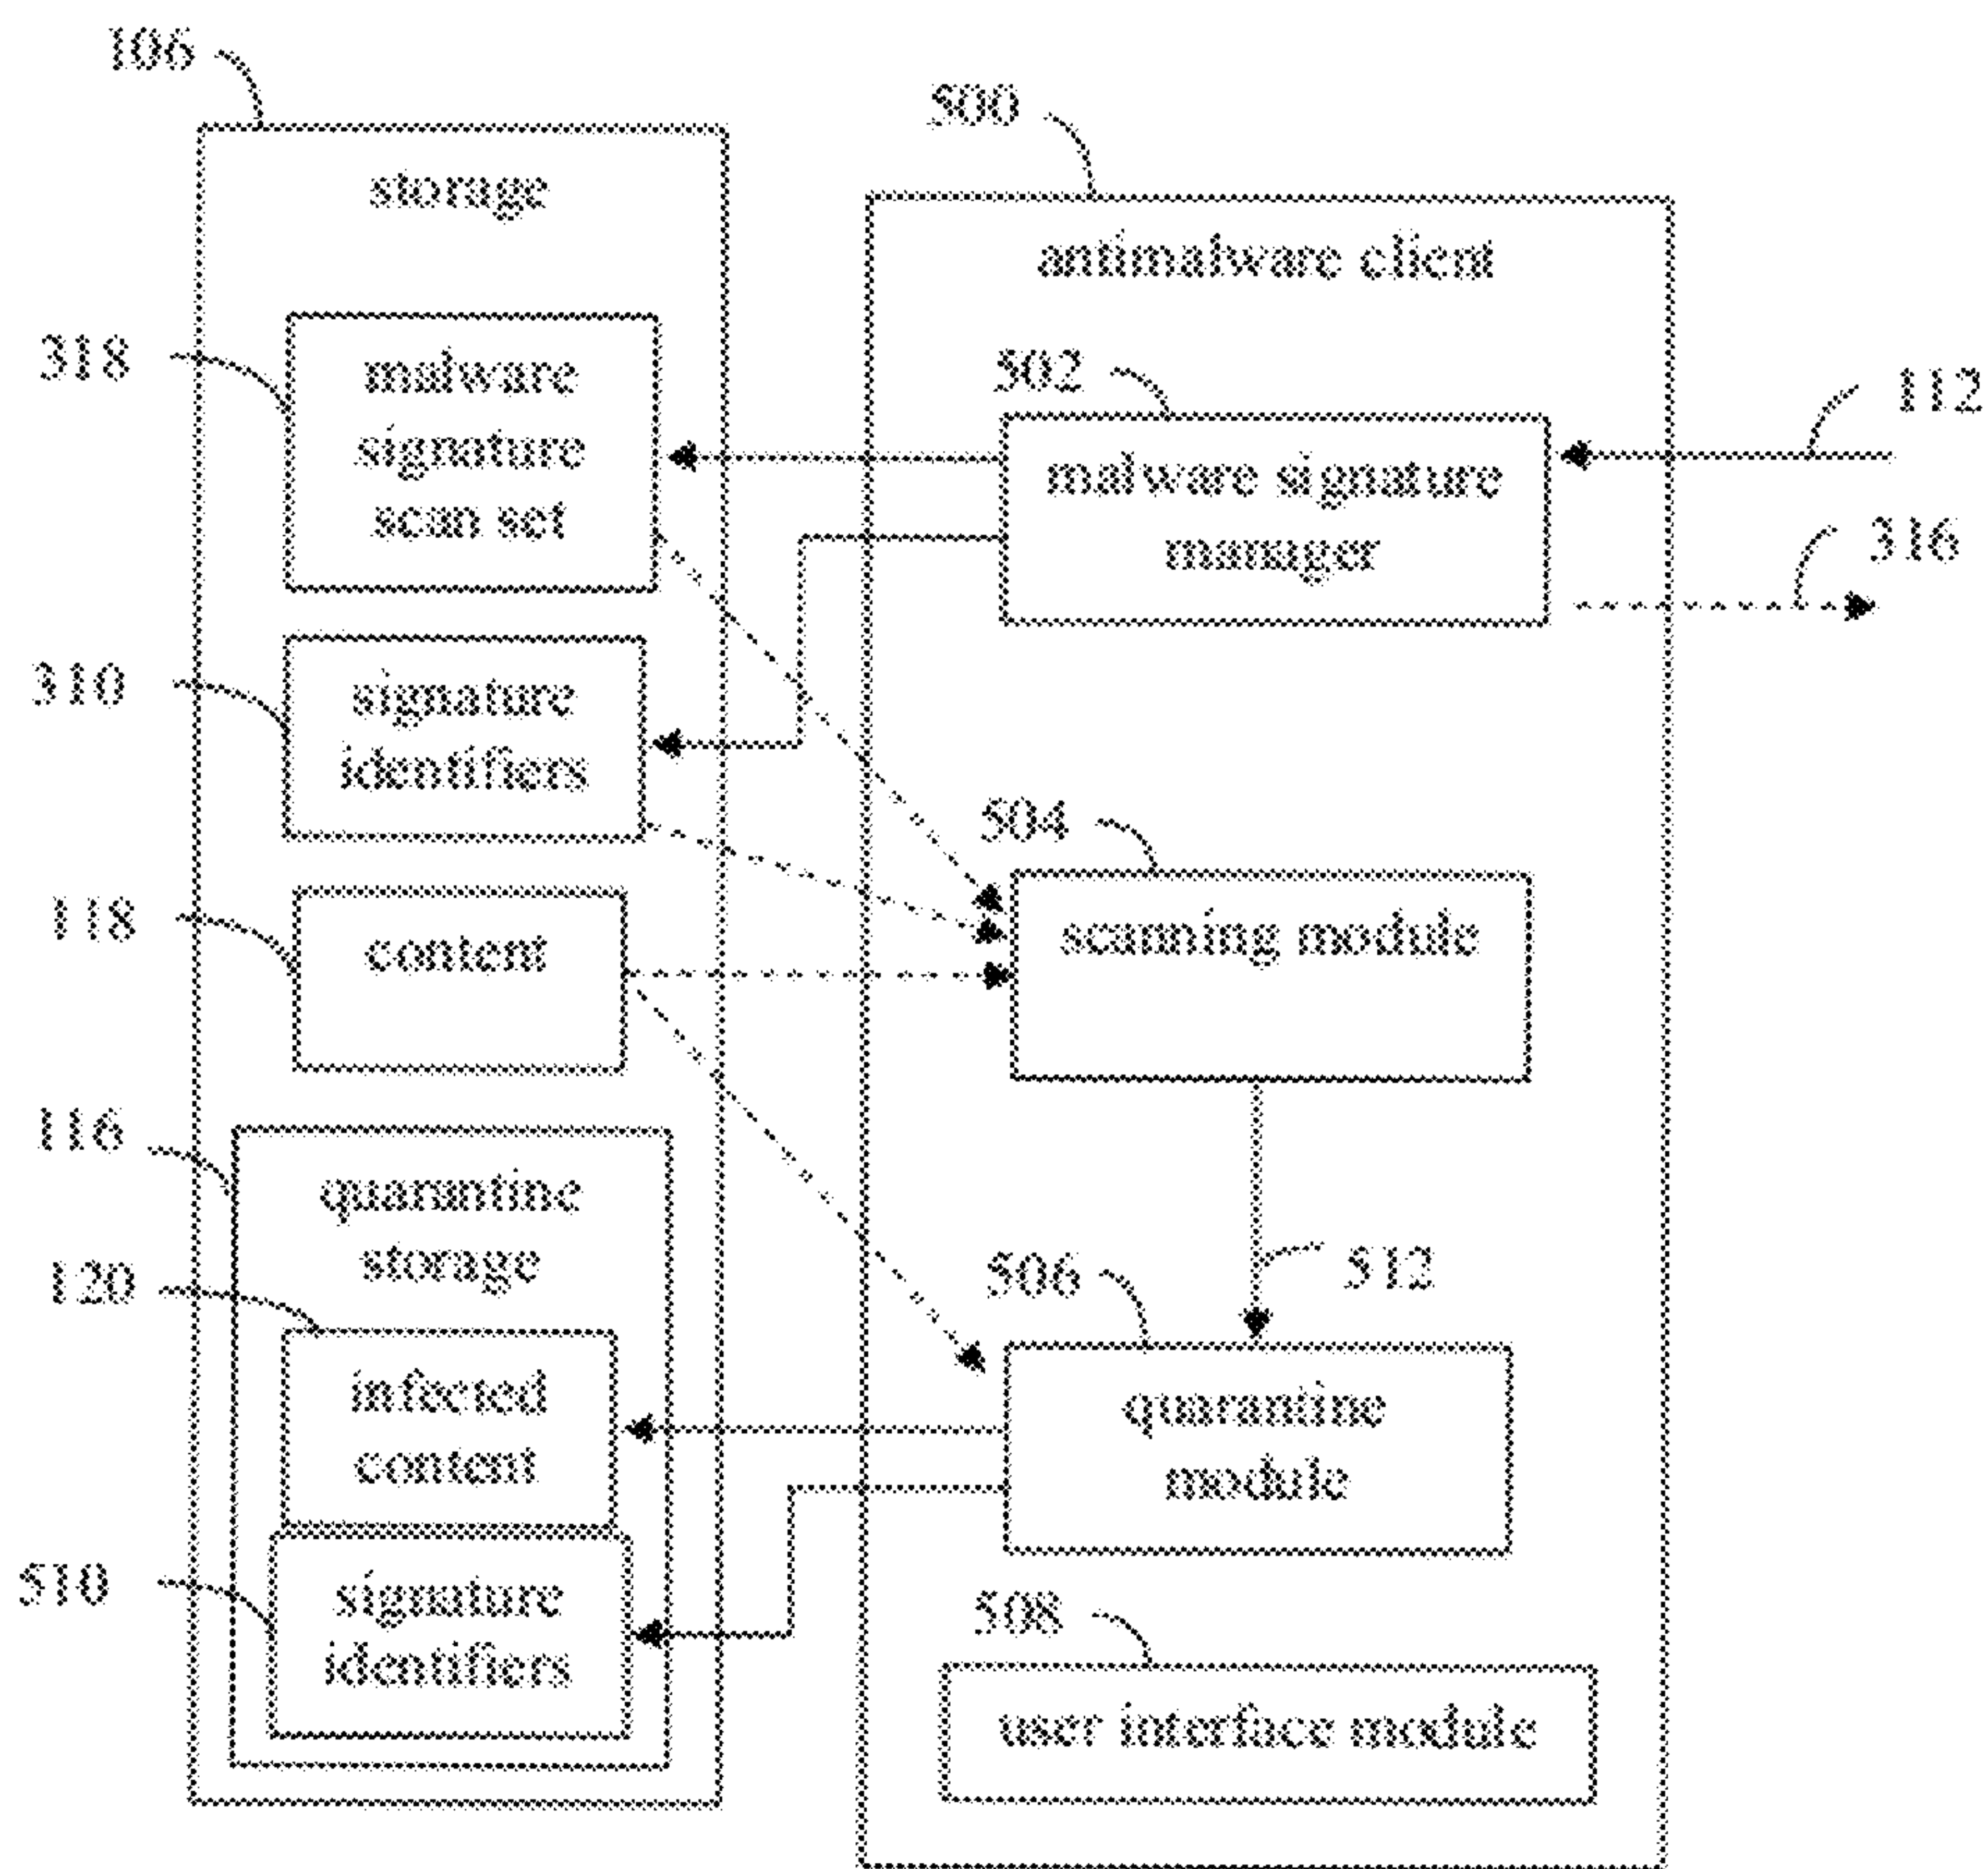 106
500
storage
antimalware client
318
malware
signature
scan set
502
malware signature
manager
112
316
310
signature
identifiers
504
scanning module
118
content
116
quarantine
storage
512
506
quarantine
module
120
infected
content
510
signature
identifiers
508
user interface module